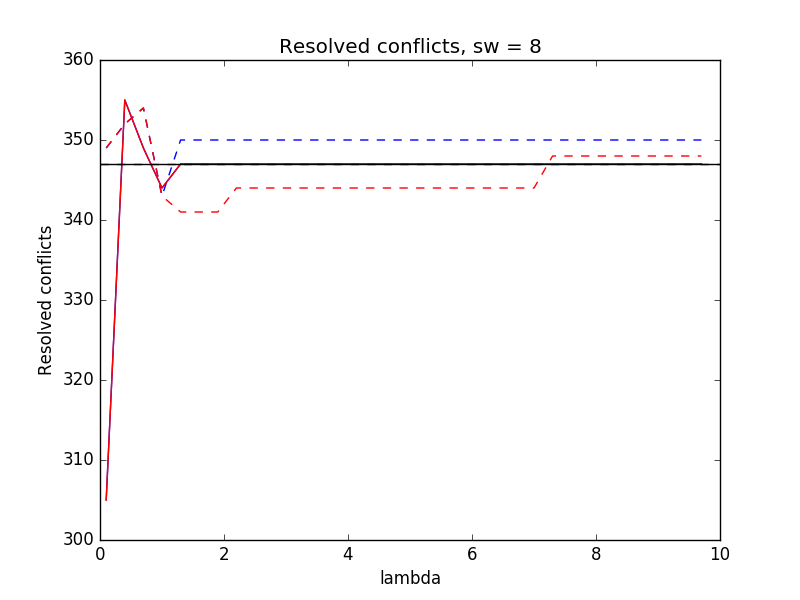 Resolved conflicts, sw = 8
360
350
340
330
320
310
300
Resolved conflicts
0 2 4 6 8 10
lambda